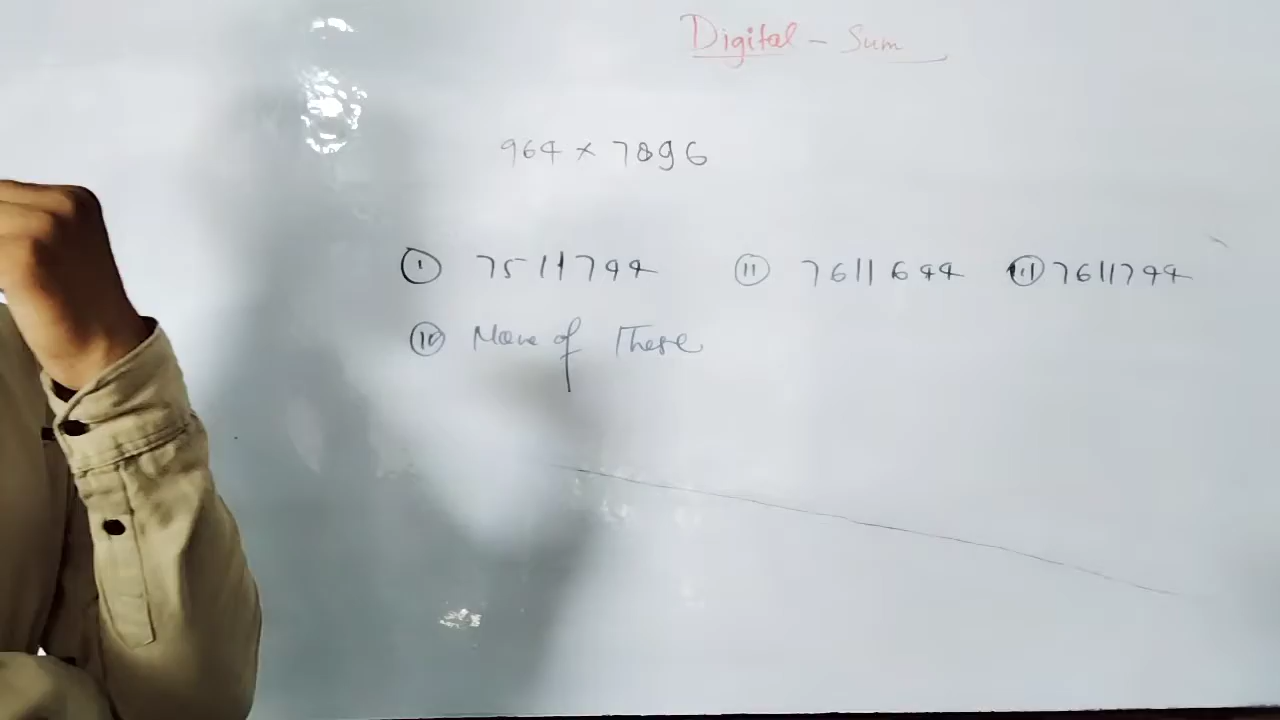 Digital - Sum
964 × 7896
(i) 7511744 (ii) 7611644 (iii) 7611744
(iv) None of These